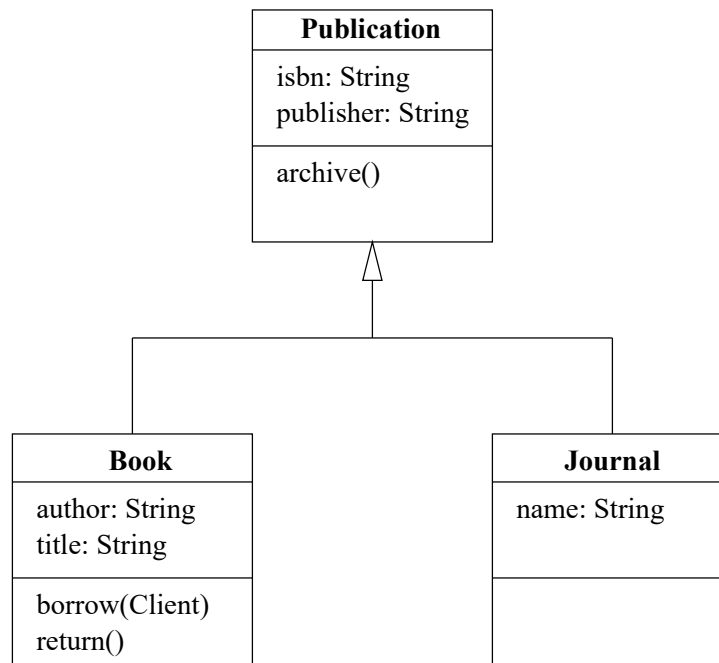 Publication
isbn: String
publisher: String
archive()
Book
author: String
title: String
borrow(Client)
return()
Journal
name: String